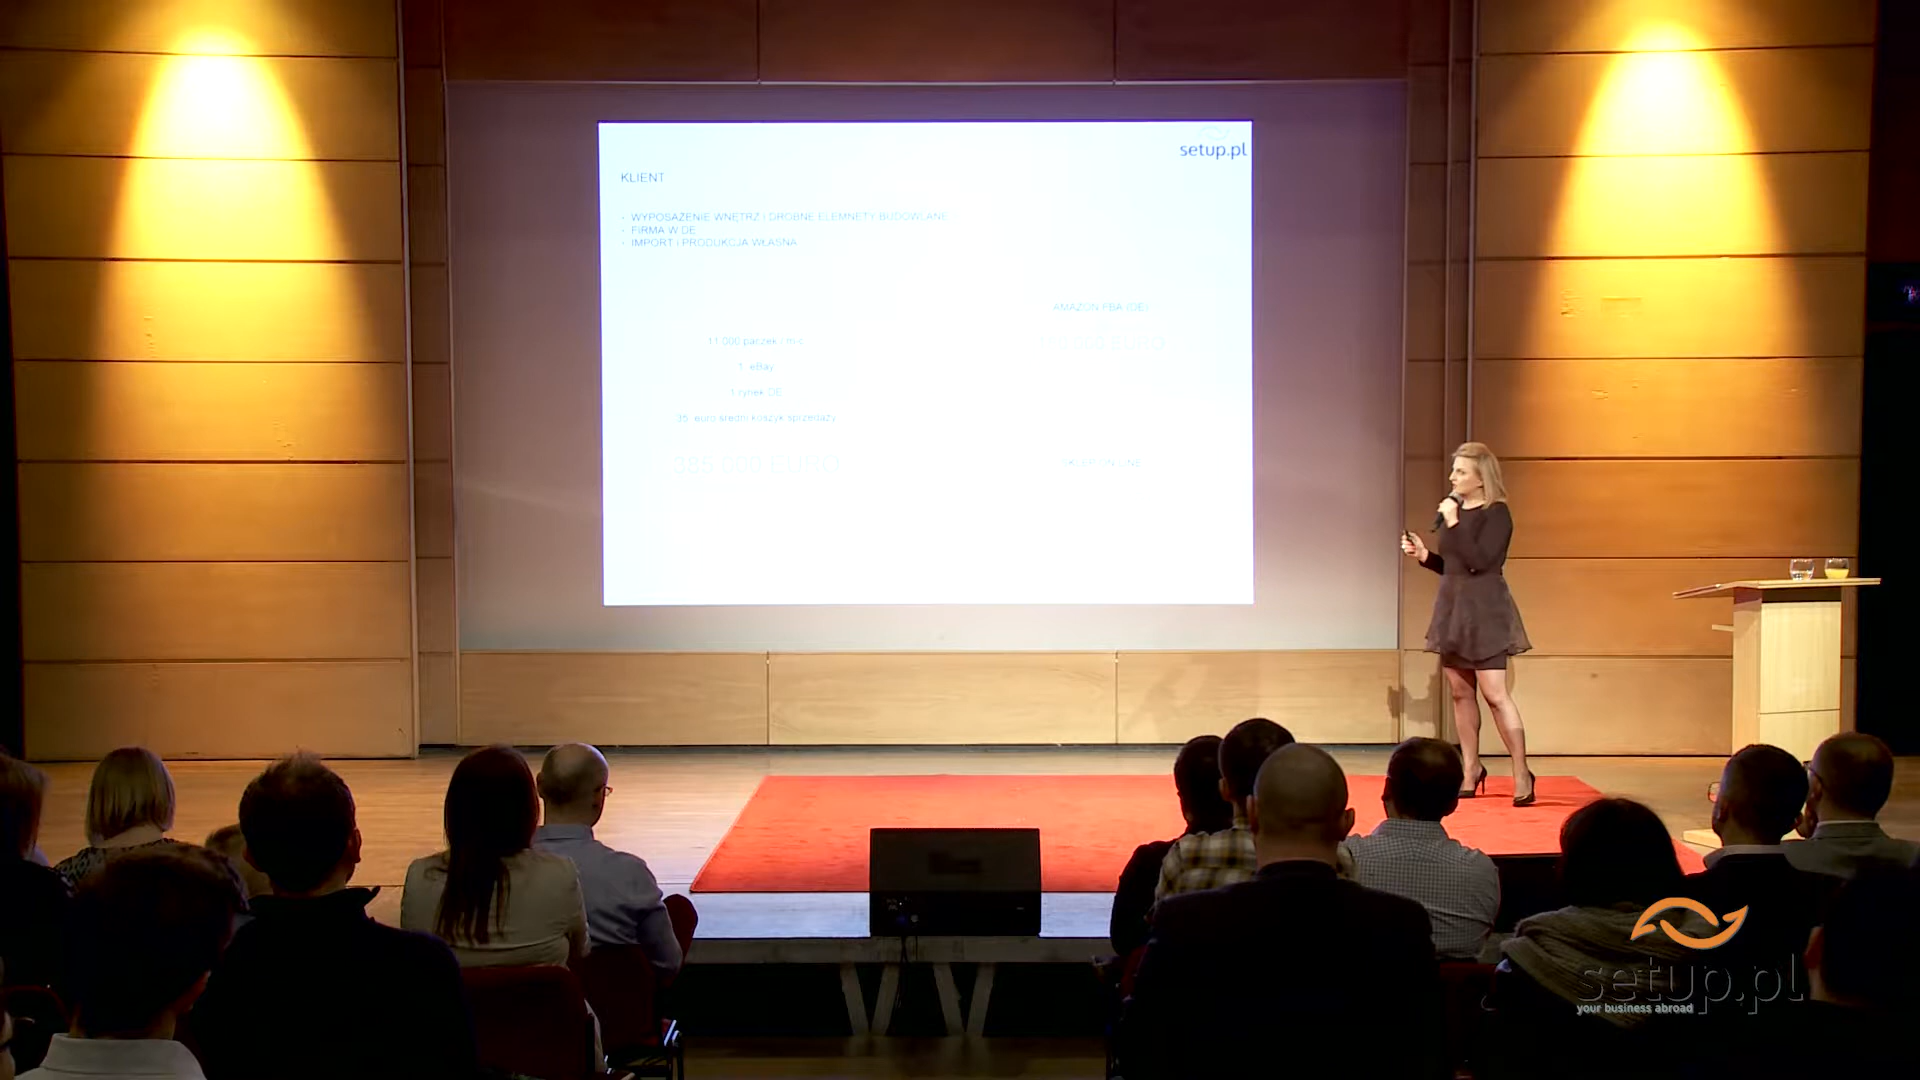 setup.pl
KLIENT
- WYPOSAŻENIE WNĘTRZ i DROBNE ELEMNETY BUDOWLANE
- FIRMA W DE
- IMPORT i PRODUKCJA WŁASNA
AMAZON FBA (DE)
11 000 paczek / m-c
000 EURO
1 eBay
1 rynek DE
35 euro średni koszyk sprzedaży
385 000 EURO
SKLEP ONLINE
setup.pl
your business abroad